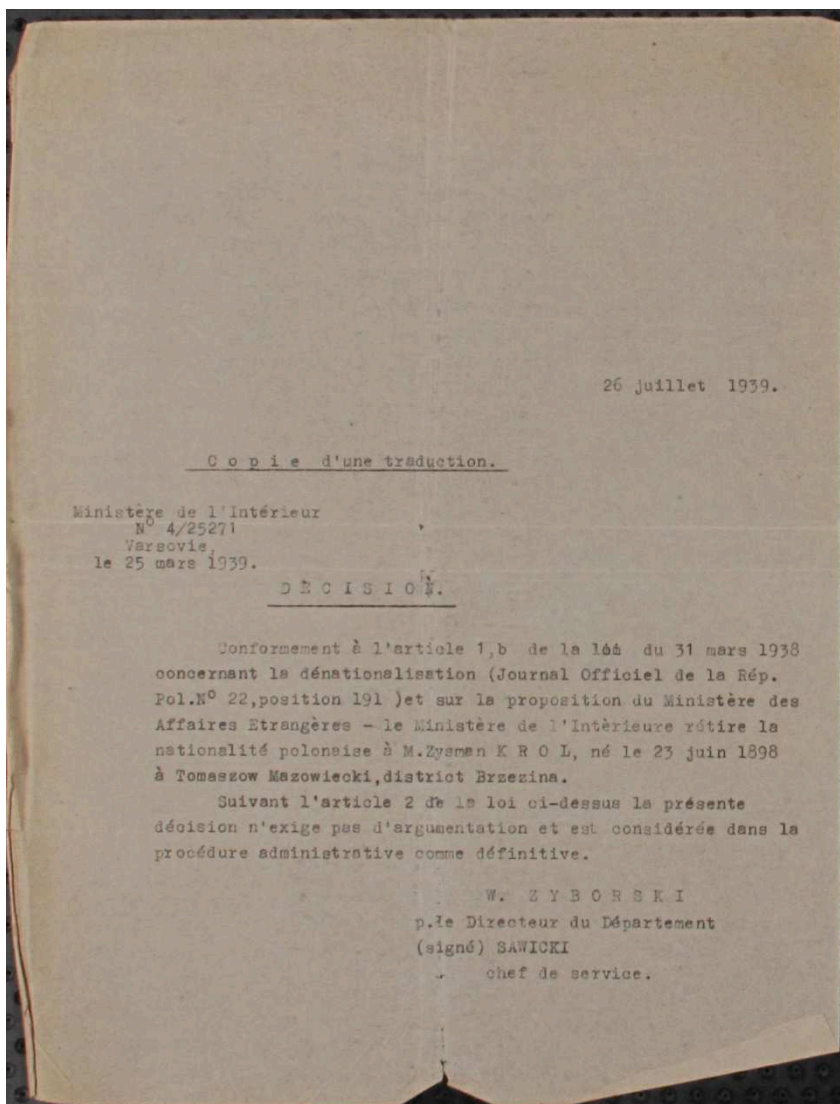 26 juillet 1939.
Copie d'une traduction.
Ministère de l'Intérieur
N° 4/25271
Varsovie,
le 25 mars 1939.
DÉCISION.
Conformement à l'article 1,b de la du 31 mars 1938
concernant la dénationalisation (Journal Officiel de la Rép.
Pol.N° 22,position 191 )et sur la proposition du Ministère des
Affaires Etrangères - le Ministère de l'Intèrieure rétire la
nationalité polonaise à M.Zysman K R O L, né le 23 juin 1898
à Tomaszow Mazowiecki,district Brzezina.
Suivant l'article 2 de la loi ci-dessus la présente
décision n'exige pas d'argumentation et est considérée dans la
procédure administrative comme définitive.
W. ZYBORSKI
p.le Directeur du Département
(signé) SAWICKI
chef de service.